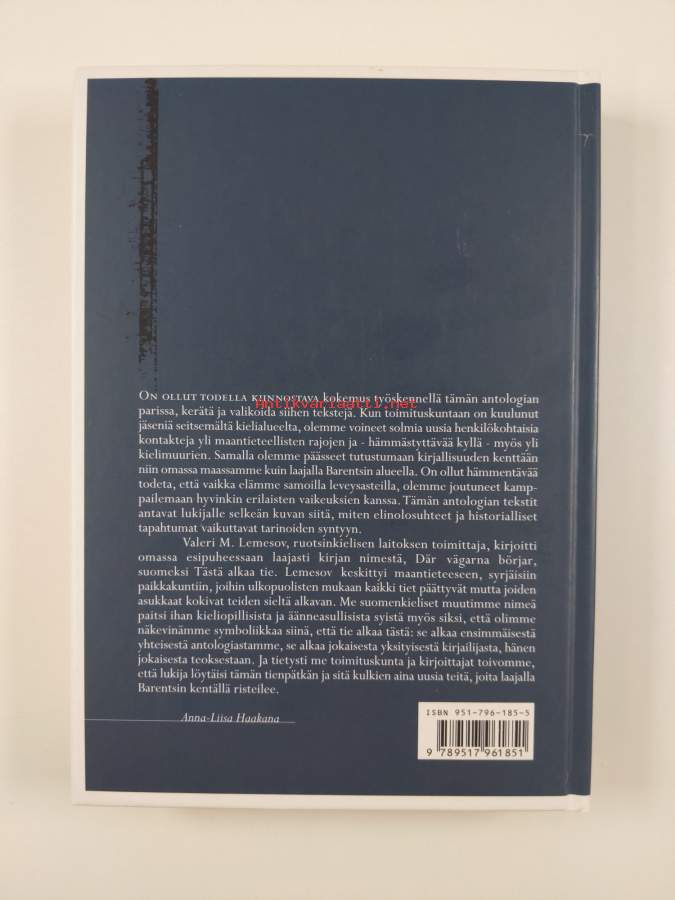 On ollut todella kiinnostava kokemus työskennellä tämän antologian
antikvariaatti.net
parissa, kerätä ja valikoida siihen tekstejä. Kun toimituskuntaan on kuulunut
jäseniä seitsemältä kielialueelta, olemme voineet solmia uusia henkilökohtaisia
kontakteja yli maantieteellisten rajojen ja - hämmästyttävää kyllä - myös yli
kielimuurien. Samalla olemme päässeet tutustumaan kirjallisuuden kenttään
niin omassa maassamme kuin laajalla Barentsin alueella. On ollut hämmentävää
todeta, että vaikka elämme samoilla leveysasteilla, olemme joutuneet kamp-
pailemaan hyvinkin erilaisten vaikeuksien kanssa. Tämän antologian tekstit
antavat lukijalle selkeän kuvan siitä, miten elinolosuhteet ja historialliset
tapahtumat vaikuttavat tarinoiden syntyyn.
Valeri M. Lemesov, ruotsinkielisen laitoksen toimittaja, kirjoitti
omassa esipuheessaan laajasti kirjan nimestä, Där vägarna börjar,
suomeksi Tästä alkaa tie. Lemesov keskittyi maantieteeseen, syrjäisiin
paikkakuntiin, joihin ulkopuolisten mukaan kaikki tiet päättyvät mutta joiden
asukkaat kokivat teiden sieltä alkavan. Me suomenkieliset muutimme nimeä
paitsi ihan kieliopillisista ja äänneasullisista syistä myös siksi, että olimme
näkevinämme symboliikkaa siinä, että tie alkaa tästä: se alkaa ensimmäisestä
yhteisestä antologiastamme, se alkaa jokaisesta yksityisestä kirjailijasta, hänen
jokaisesta teoksestaan. Ja tietysti me toimituskunta ja kirjoittajat toivomme,
että lukija löytäisi tämän tienpätkän ja sitä kulkien aina uusia teitä, joita laajalla
Barentsin kentällä risteilee.
Anna-Liisa Haakana
ISBN 951-796-185-5
9 789517 961851